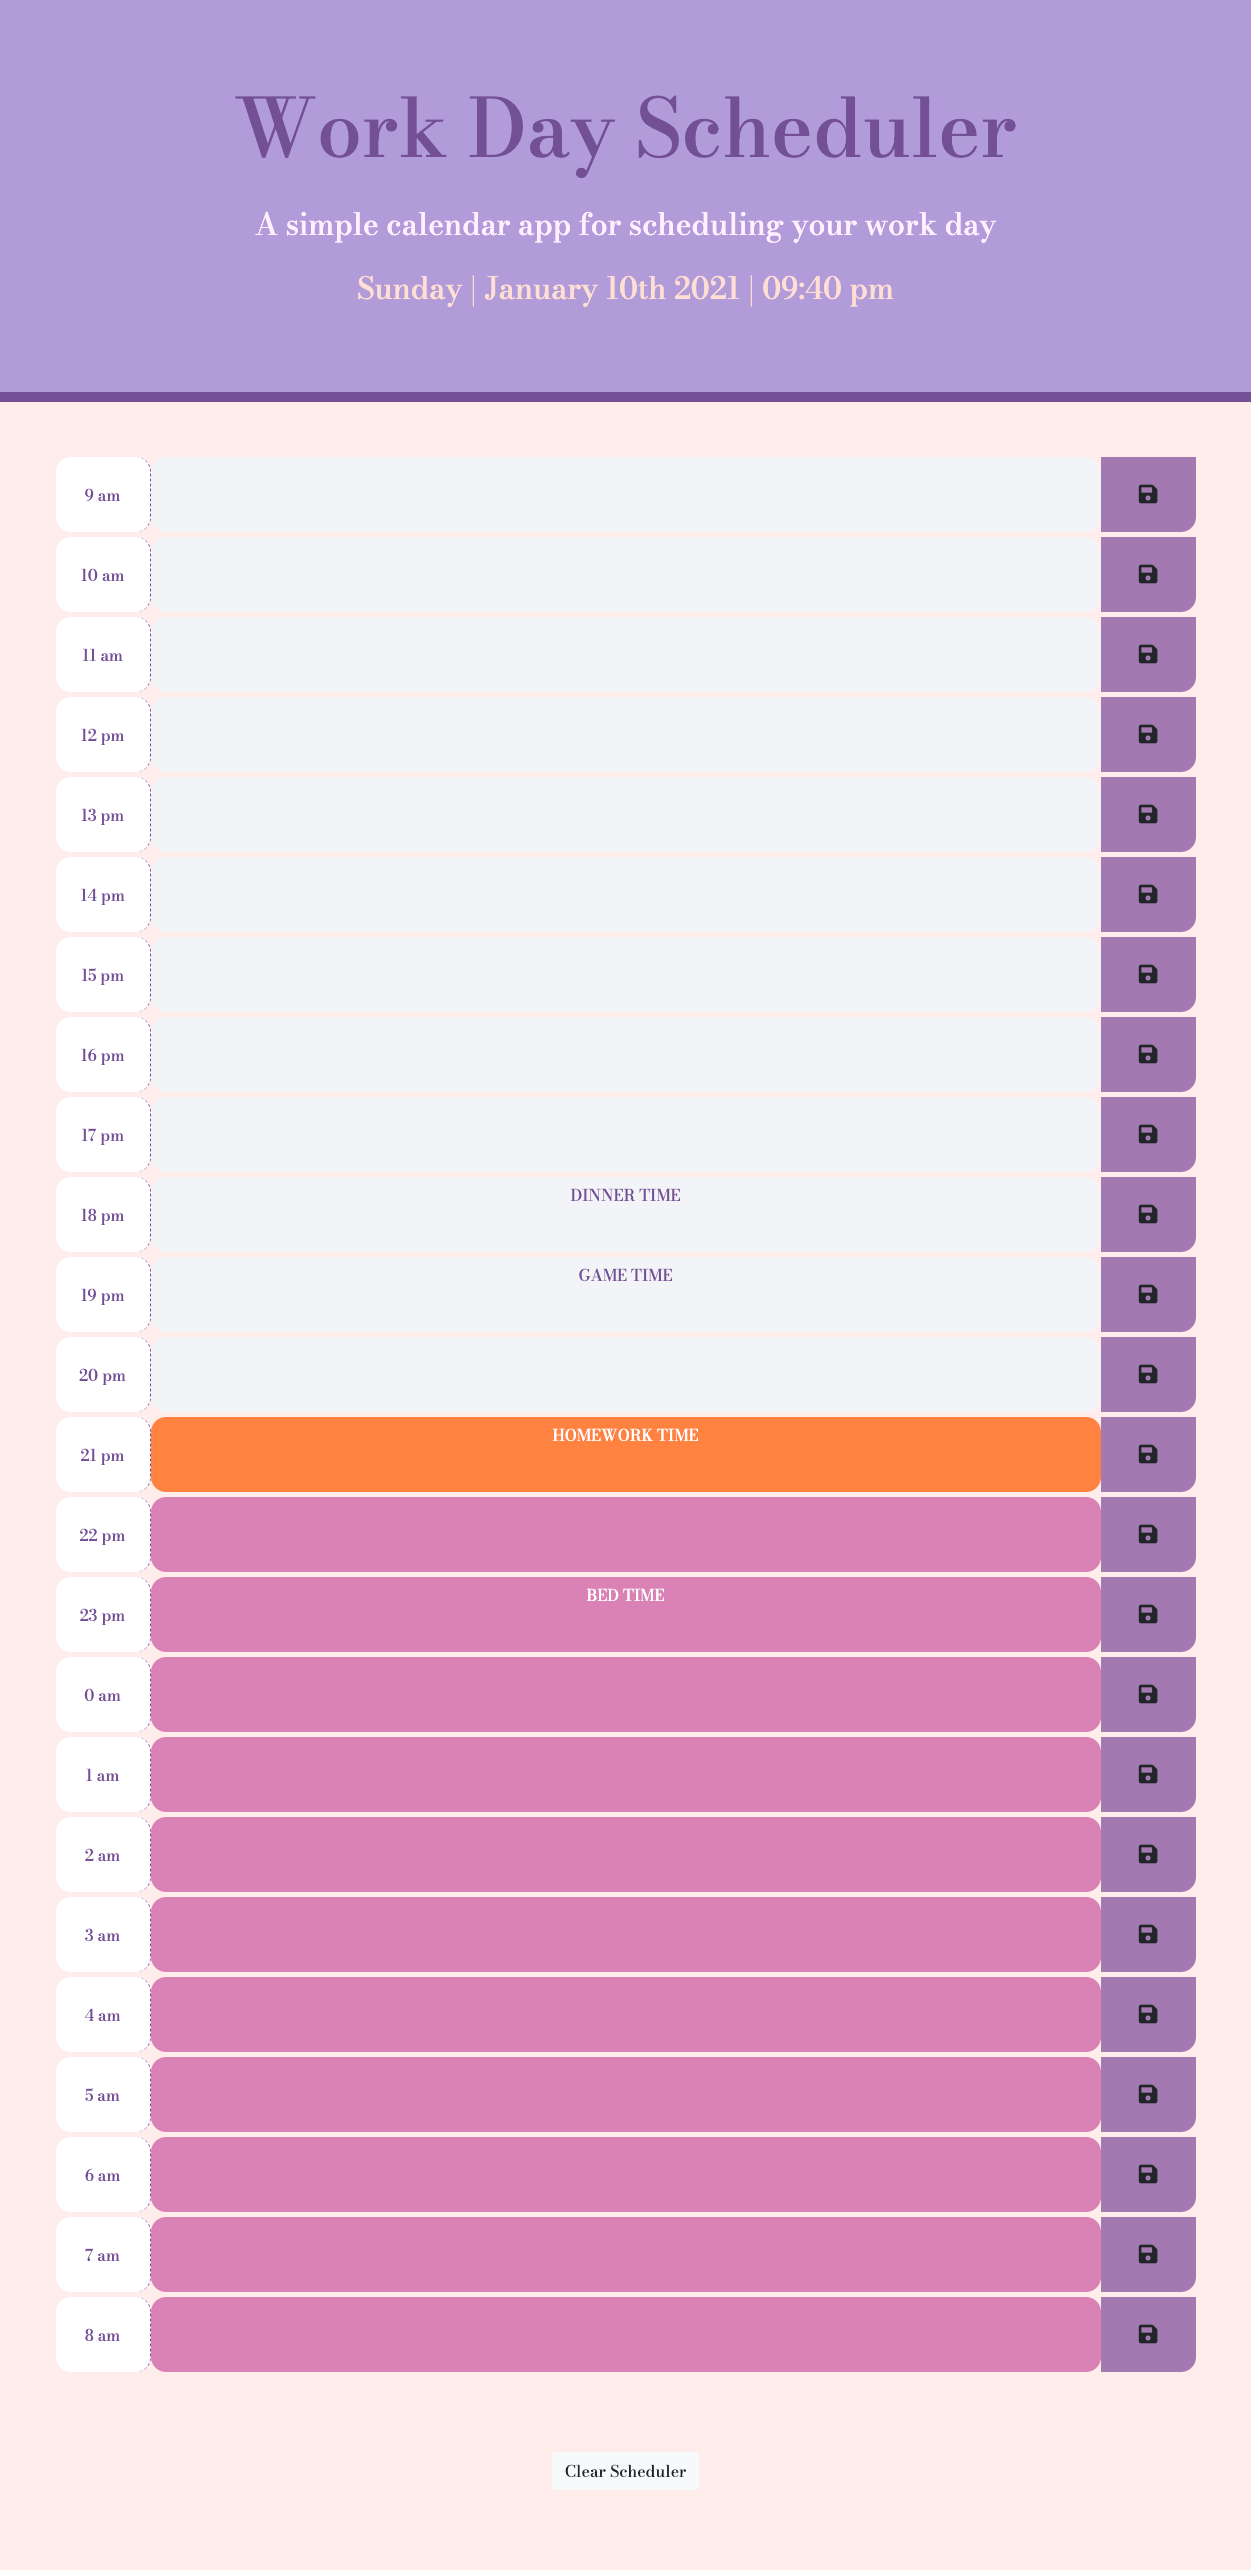 Work Day Scheduler
A simple calendar app for scheduling your work day
Sunday | January 10th 2021 | 09:40 pm
9 am
10 am
11 am
12 pm
13 pm
14 pm
15 pm
16 pm
17 pm
18 pm DINNER TIME
19 pm GAME TIME
20 pm
21 pm HOMEWORK TIME
22 pm
23 pm BED TIME
0 am
1 am
2 am
3 am
4 am
5 am
6 am
7 am
8 am
Clear Scheduler